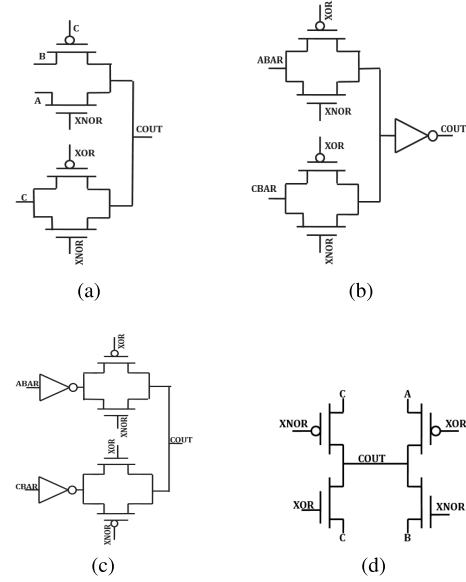 C
B
A
XNOR
COUT
XOR
C
XNOR
(a)
XOR
ABAR
XNOR
XOR
COUT
CBAR
XNOR
(b)
XOR
ABAR
XNOR
XOR
COUT
CBAR
XNOR
(c)
C
A
XNOR
XOR
COUT
XOR
XNOR
C
B
(d)